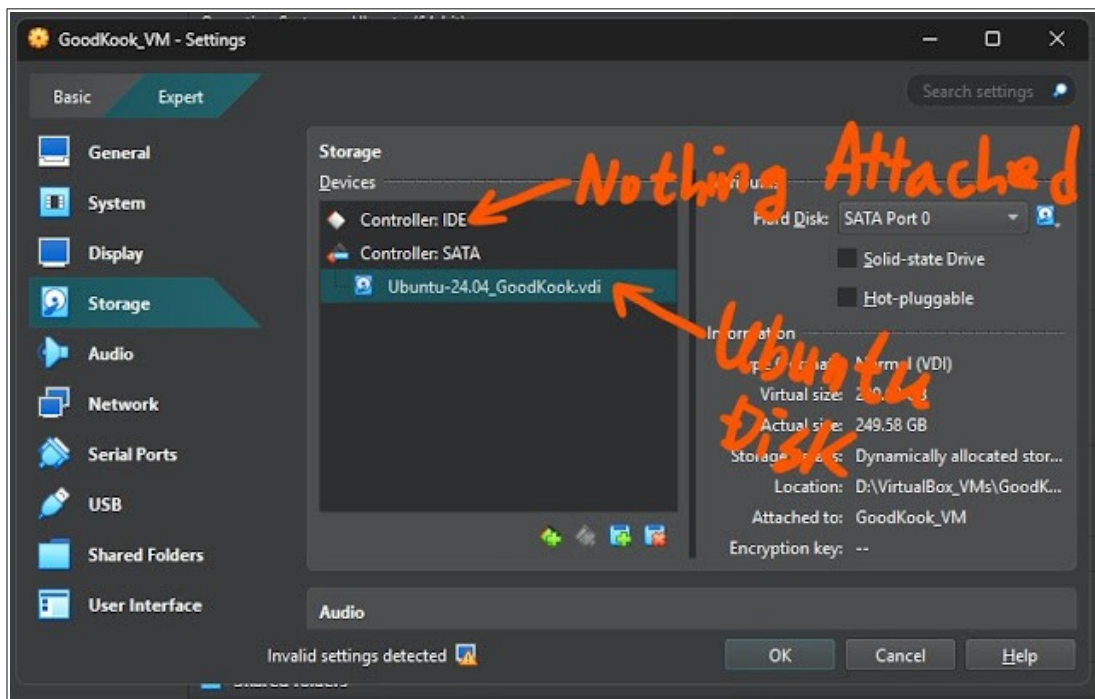 GoodKook_VM - Settings
Basic
Expert
Search settings
General
System
Display
Storage
Audio
Network
Serial Ports
USB
Shared Folders
User Interface
Storage
Devices
Controller: IDE
Controller: SATA
Ubuntu-24.04_GoodKook.vdi
Nothing Attached
Hard Disk: SATA Port 0
Solid-state Drive
Hot-pluggable
Information
Normal (VDI)
Virtual size:
Actual size: 249.58 GB
Dynamically allocated stor...
Location: D:\VirtualBox_VMs\GoodK...
Attached to: GoodKook_VM
Encryption key: --
Ubuntu
Disk
Audio
Invalid settings detected
OK
Cancel
Help